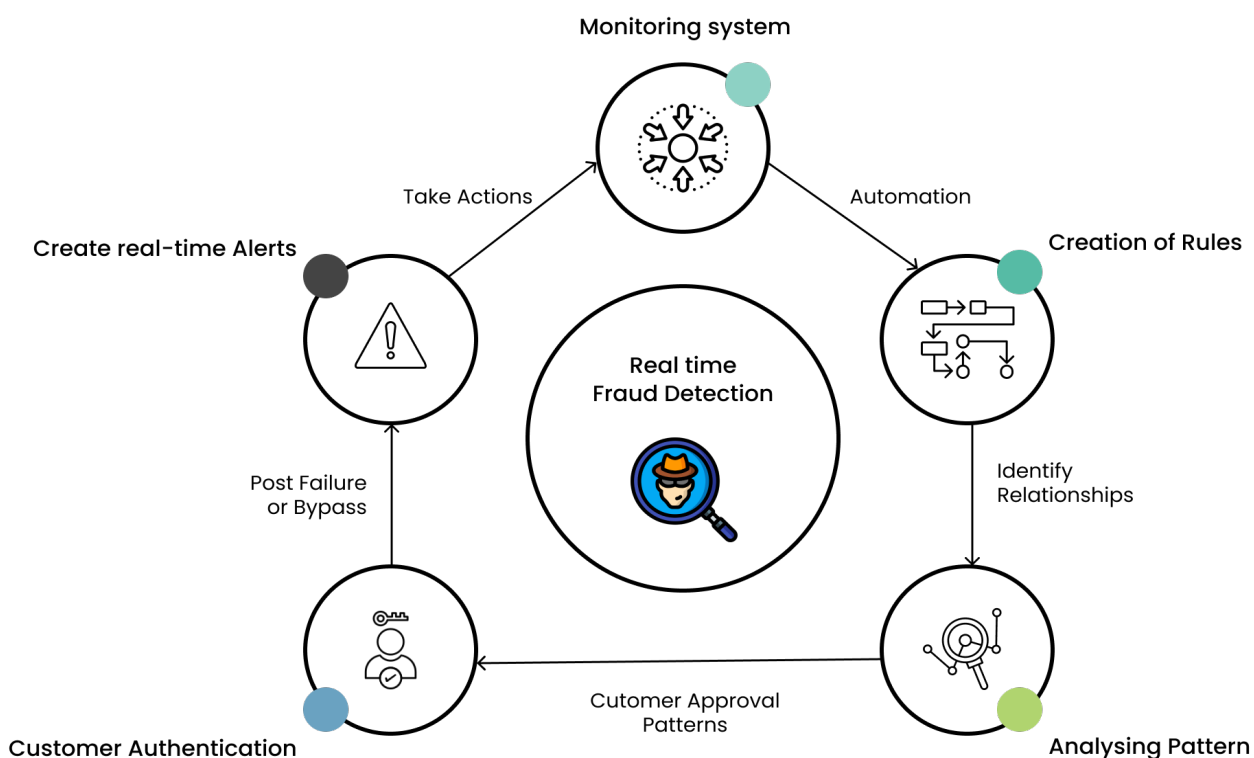 Monitoring system
Take Actions
Automation
Create real-time Alerts
Creation of Rules
Real time
Fraud Detection
Post Failure
or Bypass
Identify
Relationships
Cutomer Approval
Patterns
Customer Authentication
Analysing Pattern